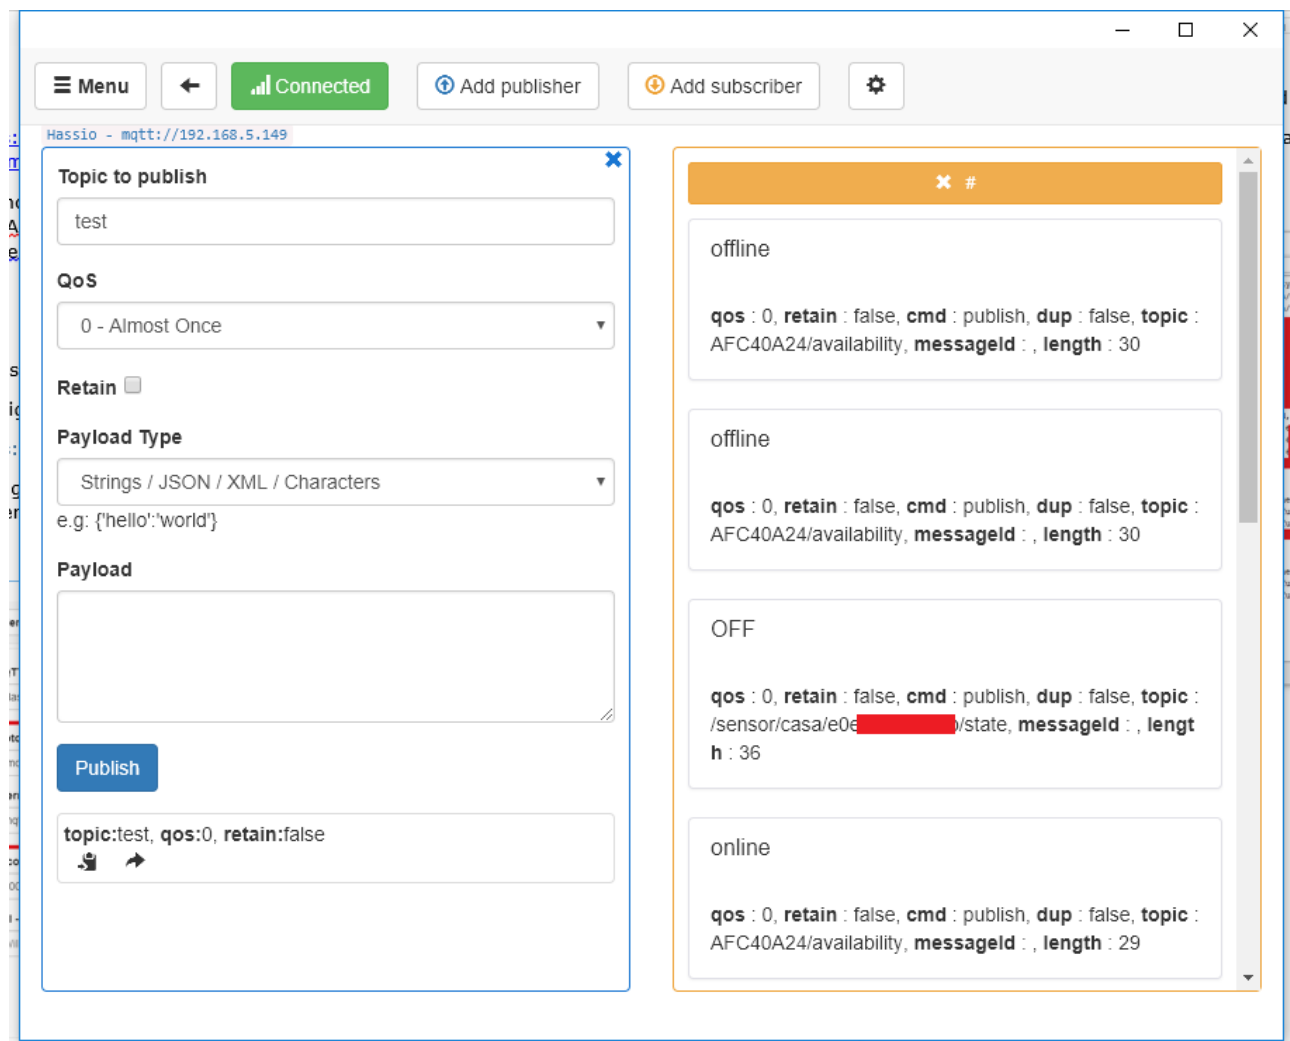 Menu
Connected
Add publisher
Add subscriber
Hassio - mqtt://192.168.5.149
Topic to publish
test
QoS
0 - Almost Once
Retain
Payload Type
Strings / JSON / XML / Characters
e.g: {'hello':'world'}
Payload
Publish
topic:test, qos:0, retain:false
#
offline
qos : 0, retain : false, cmd : publish, dup : false, topic :
AFC40A24/availability, messageId : , length : 30
offline
qos : 0, retain : false, cmd : publish, dup : false, topic :
AFC40A24/availability, messageId : , length : 30
OFF
qos : 0, retain : false, cmd : publish, dup : false, topic :
/sensor/casa/e0e /state, messageId : , lengt
h : 36
online
qos : 0, retain : false, cmd : publish, dup : false, topic :
AFC40A24/availability, messageId : , length : 29